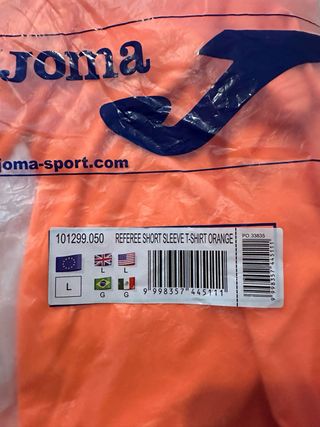 Joma
joma-sport.com
101299.050 REFEREE SHORT SLEEVE T-SHIRT ORANGE
PO.33835
L L
L G G
9 998357 445111
9 998357 445111